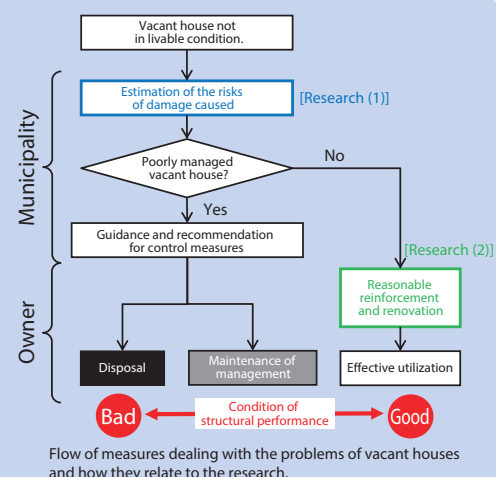 Vacant house not
in livable condition.
Municipality
Estimation of the risks
of damage caused
[Research (1)]
Poorly managed
vacant house?
No
Yes
Guidance and recommendation
for control measures
[Research (2)]
Owner
Reasonable
reinforcement
and renovation
Disposal
Maintenance of
management
Effective utilization
Bad
Condition of
structural performance
Good
Flow of measures dealing with the problems of vacant houses
and how they relate to the research.